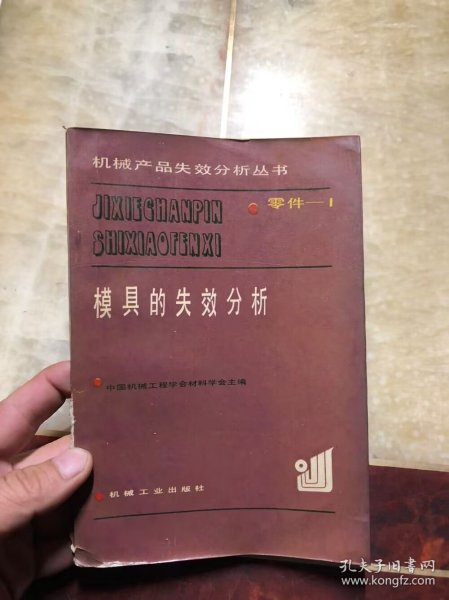 机械产品失效分析丛书
JIXIECHANPIN
零件—1
SHIXIAOFENXI
模具的失效分析
中国机械工程学会材料学会主编
机械工业出版社
孔夫子旧书网
www.kongfz.com